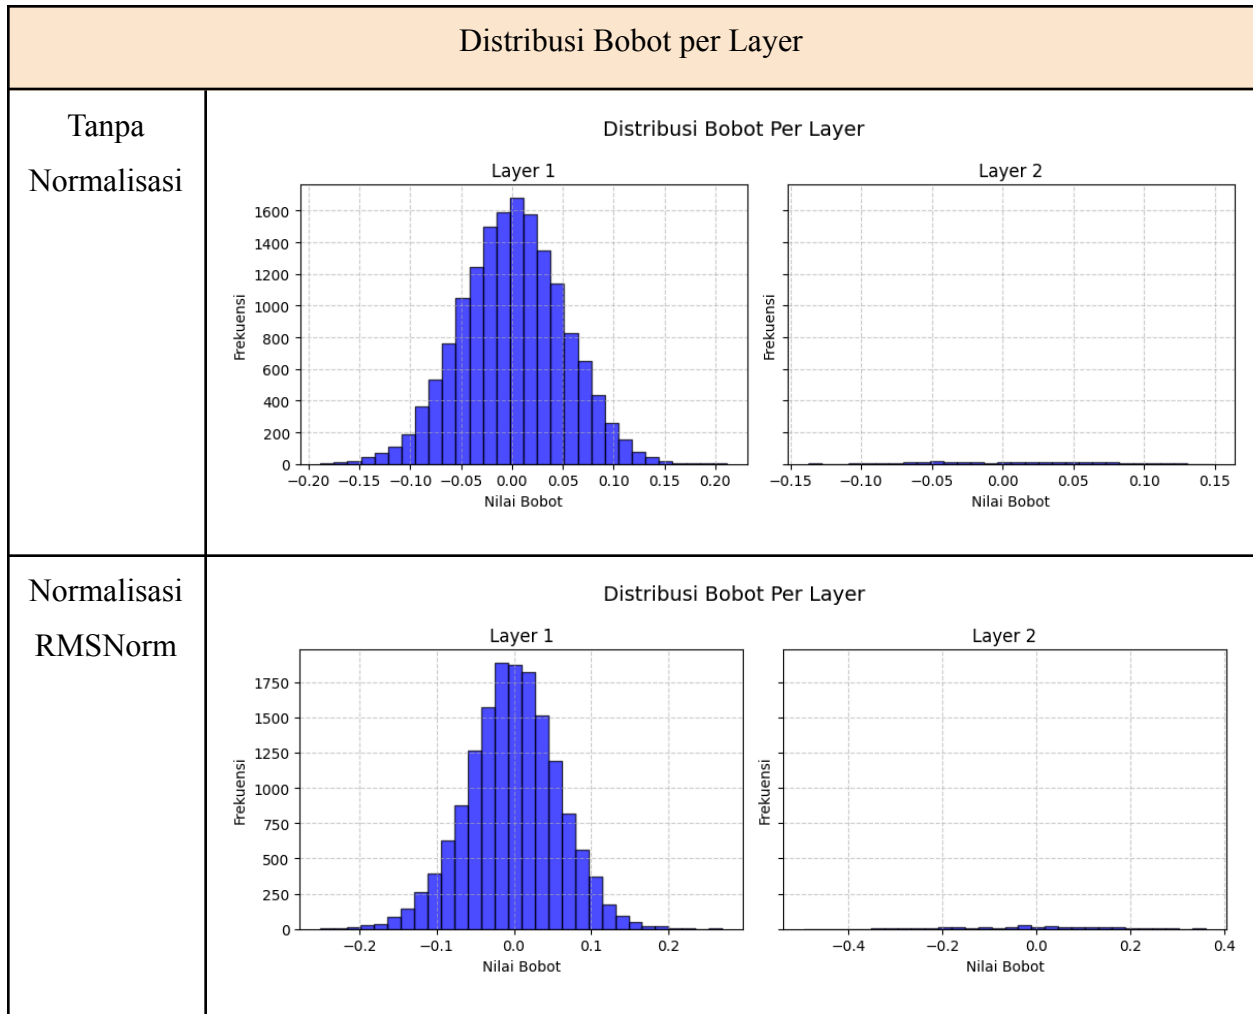 Distribusi Bobot per Layer
Tanpa
Normalisasi
Distribusi Bobot Per Layer
Layer 1
Frekuensi
1600
1400
1200
1000
800
600
400
200
0
−0.20 −0.15 −0.10 −0.05 0.00 0.05 0.10 0.15 0.20
Nilai Bobot
Layer 2
Frekuensi
−0.15 −0.10 −0.05 0.00 0.05 0.10 0.15
Nilai Bobot
Normalisasi
RMSNorm
Distribusi Bobot Per Layer
Layer 1
Frekuensi
1750
1500
1250
1000
750
500
250
0
−0.2 −0.1 0.0 0.1 0.2
Nilai Bobot
Layer 2
Frekuensi
−0.4 −0.2 0.0 0.2 0.4
Nilai Bobot